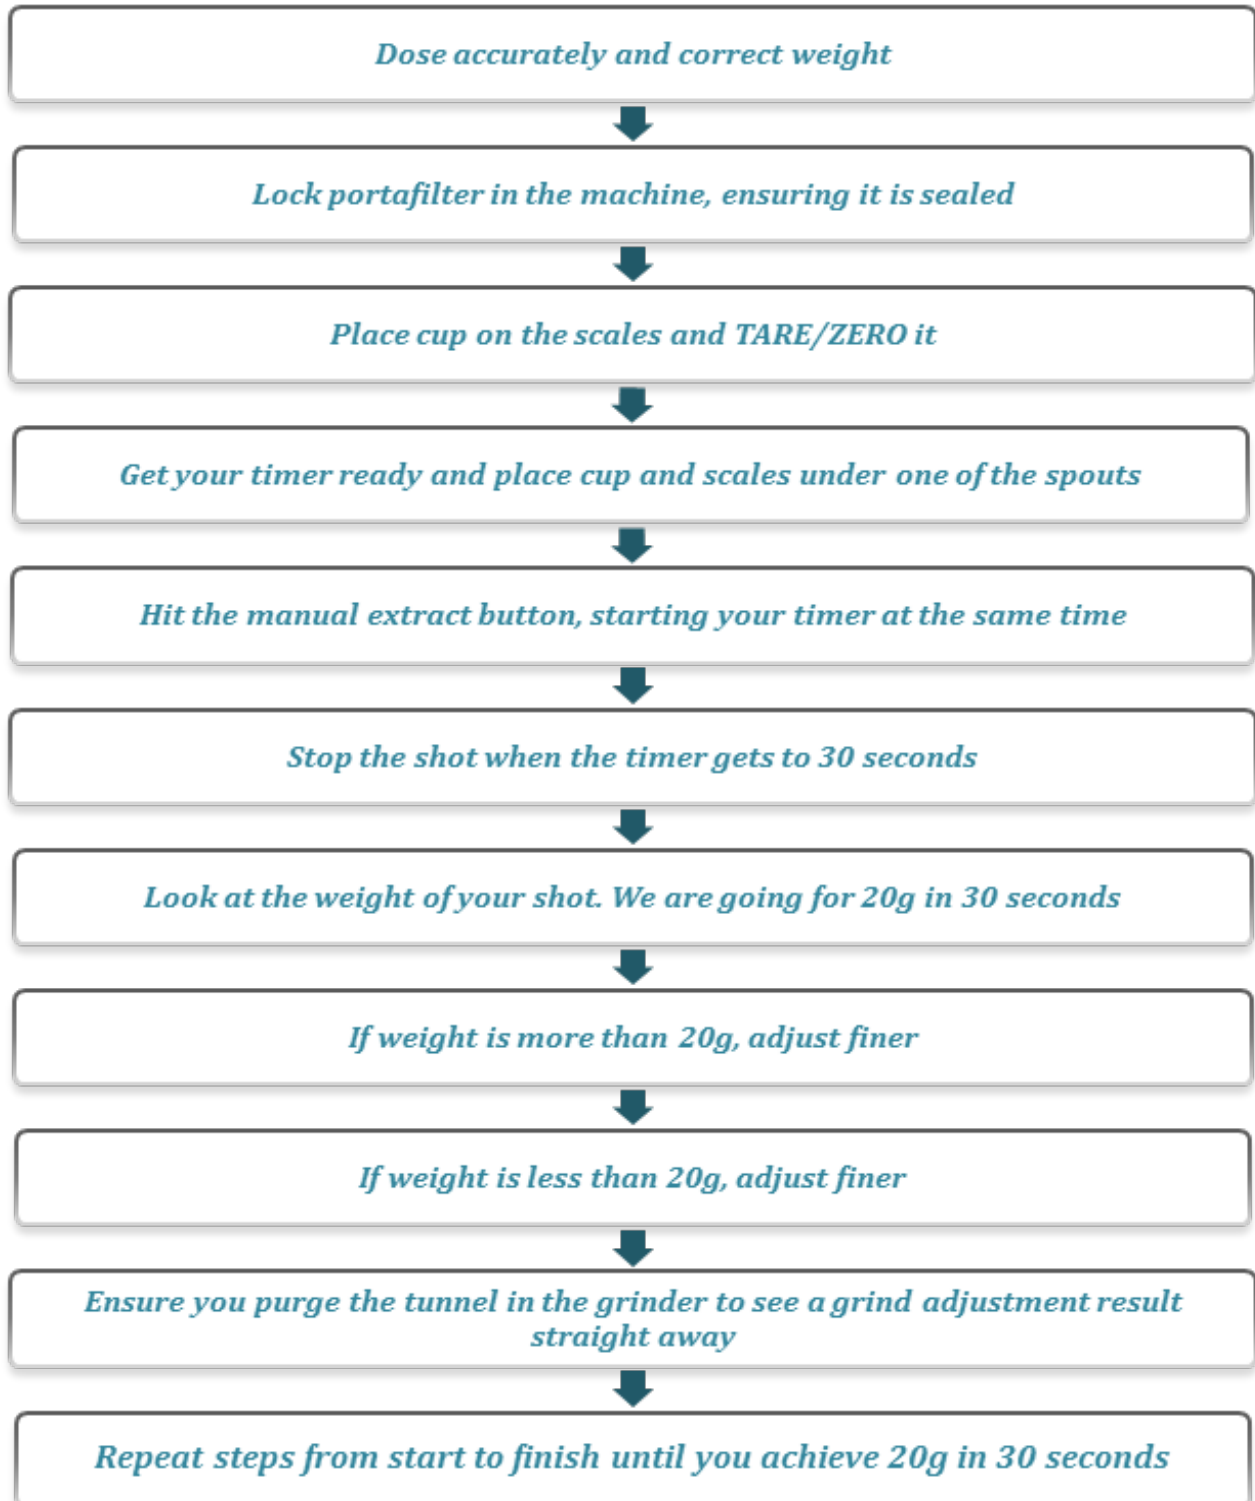 Dose accurately and correct weight
Lock portafilter in the machine, ensuring it is sealed
Place cup on the scales and TARE/ZERO it
Get your timer ready and place cup and scales under one of the spouts
Hit the manual extract button, starting your timer at the same time
Stop the shot when the timer gets to 30 seconds
Look at the weight of your shot. We are going for 20g in 30 seconds
If weight is more than 20g, adjust finer
If weight is less than 20g, adjust finer
Ensure you purge the tunnel in the grinder to see a grind adjustment result
straight away
Repeat steps from start to finish until you achieve 20g in 30 seconds